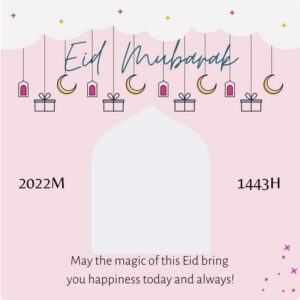 Eid Mubarak
2022M
1443H
May the magic of this Eid bring
you happiness today and always!